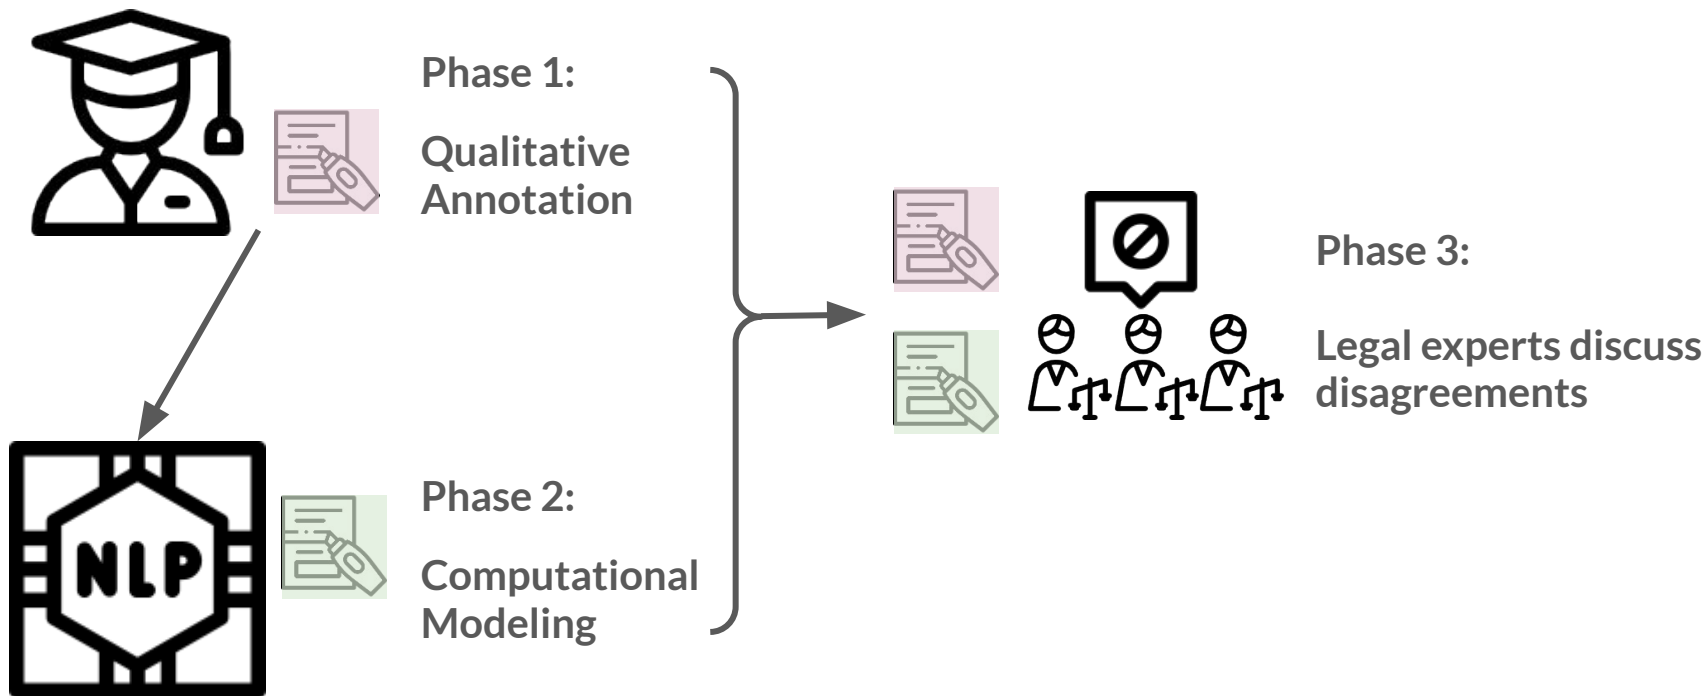 Phase 1:
Qualitative
Annotation
NLP
Phase 2:
Computational
Modeling
Phase 3:
Legal experts discuss
disagreements